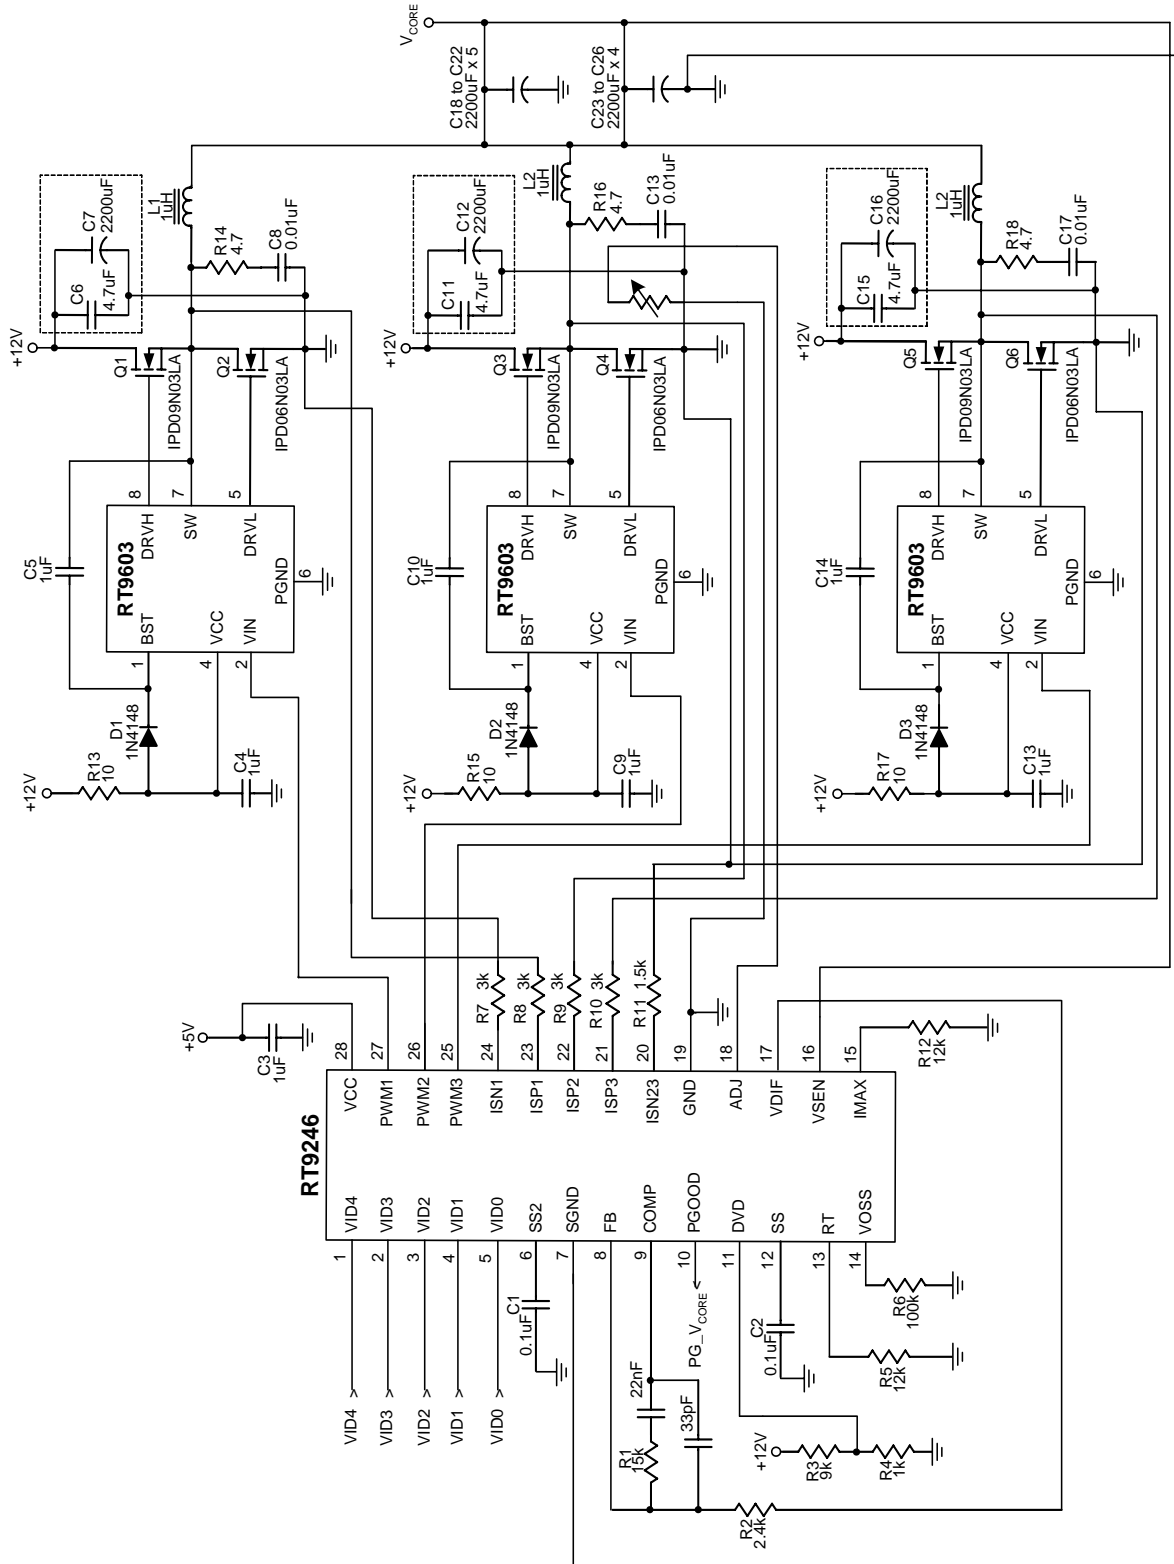 V CORE
C18 to C22
2200uF x 5
C23 to C26
2200uF x 4
+12V
C6
4.7uF
C7
2200uF
L1
1uH
R14
4.7
C8
0.01uF
Q1
IPD09N03LA
Q2
IPD06N03LA
C5
1uF
RT9603
BST
DRVH
SW
DRVL
PGND
VCC
VIN
1
4
2
8
7
5
6
+12V
R13
10
D1
1N4148
C4
1uF
+12V
C11
4.7uF
C12
2200uF
L2
1uH
R16
4.7
C13
0.01uF
Q3
IPD09N03LA
Q4
IPD06N03LA
C10
1uF
RT9603
BST
DRVH
SW
DRVL
PGND
VCC
VIN
1
4
2
8
7
5
6
+12V
R15
10
D2
1N4148
C9
1uF
+12V
C15
4.7uF
C16
2200uF
L2
1uH
R18
4.7
C17
0.01uF
Q5
IPD09N03LA
Q6
IPD06N03LA
C14
1uF
RT9603
BST
DRVH
SW
DRVL
PGND
VCC
VIN
1
4
2
8
7
5
6
+12V
R17
10
D3
1N4148
C13
1uF
+5V
C3
1uF
R7 3k
R8 3k
R9 3k
R10 3k
R11 1.5k
R12
12k
28
27
26
25
24
23
22
21
20
19
18
17
16
15
VCC
PWM1
PWM2
PWM3
ISN1
ISP1
ISP2
ISP3
ISN23
GND
ADJ
VDIF
VSEN
IMAX
RT9246
VID4
VID3
VID2
VID1
VID0
SS2
SGND
FB
COMP
PGOOD
DVD
SS
RT
VOSS
1
2
3
4
5
6
7
8
9
10
11
12
13
14
VID4 >
VID3 >
VID2 >
VID1 >
VID0 >
C1
0.1uF
22nF
R1
15k
33pF
PG_V CORE <
C2
0.1uF
R6
100k
R5
12k
+12V
R3
9k
R4
1k
R2
2.4k